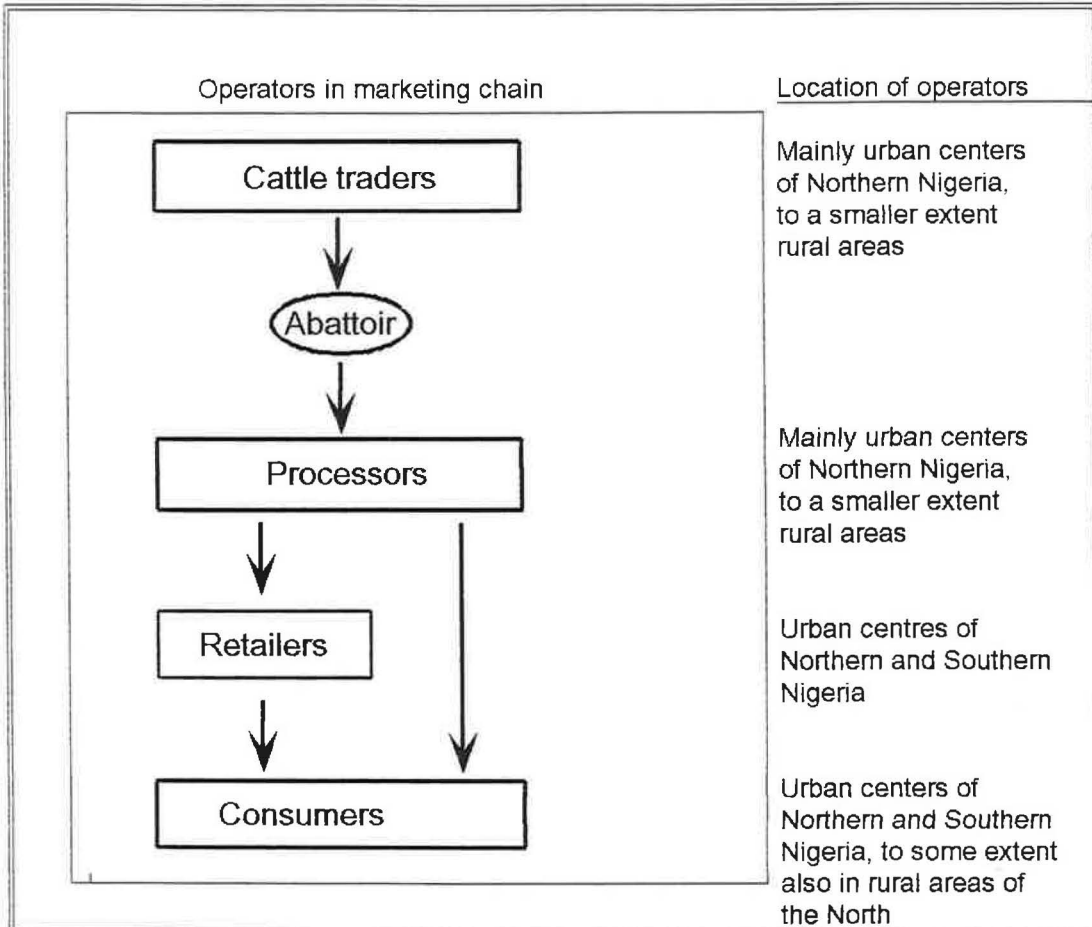 Operators in marketing chain
Location of operators
Cattle traders
Mainly urban centers
of Northern Nigeria,
to a smaller extent
rural areas
Abattoir
Processors
Mainly urban centers
of Northern Nigeria,
to a smaller extent
rural areas
Retailers
Urban centres of
Northern and Southern
Nigeria
Consumers
Urban centers of
Northern and Southern
Nigeria, to some extent
also in rural areas of
the North